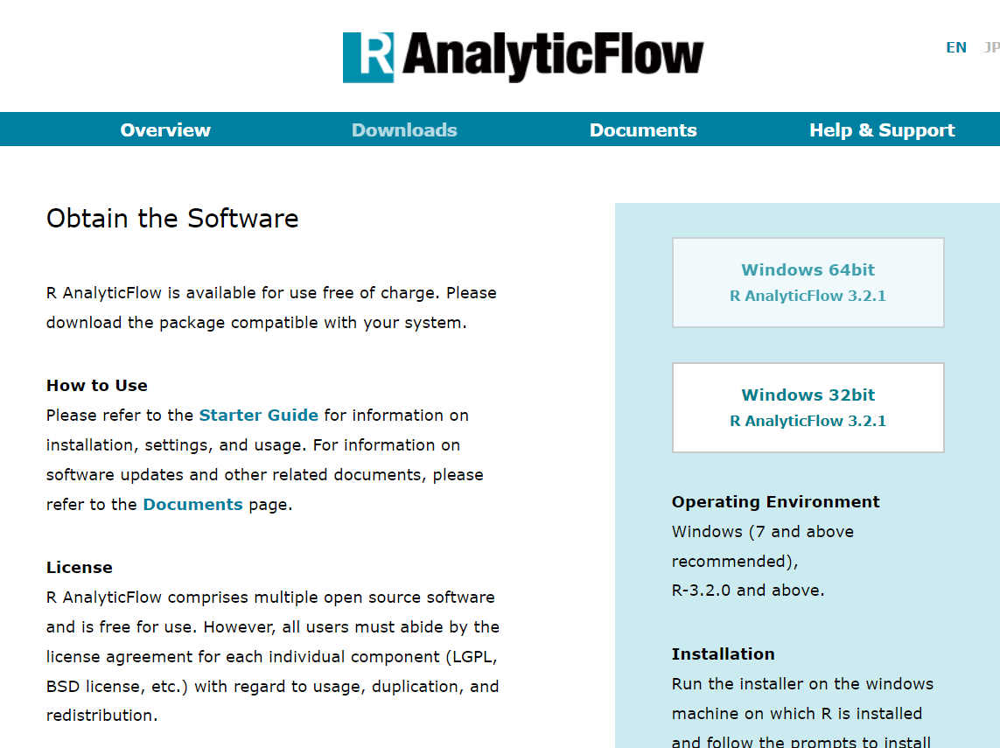 R AnalyticFlow
EN JP
Overview Downloads Documents Help & Support
Obtain the Software
R AnalyticFlow is available for use free of charge. Please
download the package compatible with your system.
How to Use
Please refer to the Starter Guide for information on
installation, settings, and usage. For information on
software updates and other related documents, please
refer to the Documents page.
License
R AnalyticFlow comprises multiple open source software
and is free for use. However, all users must abide by the
license agreement for each individual component (LGPL,
BSD license, etc.) with regard to usage, duplication, and
redistribution.
Windows 64bit
R AnalyticFlow 3.2.1
Windows 32bit
R AnalyticFlow 3.2.1
Operating Environment
Windows (7 and above
recommended),
R-3.2.0 and above.
Installation
Run the installer on the windows
machine on which R is installed
and follow the prompts to install